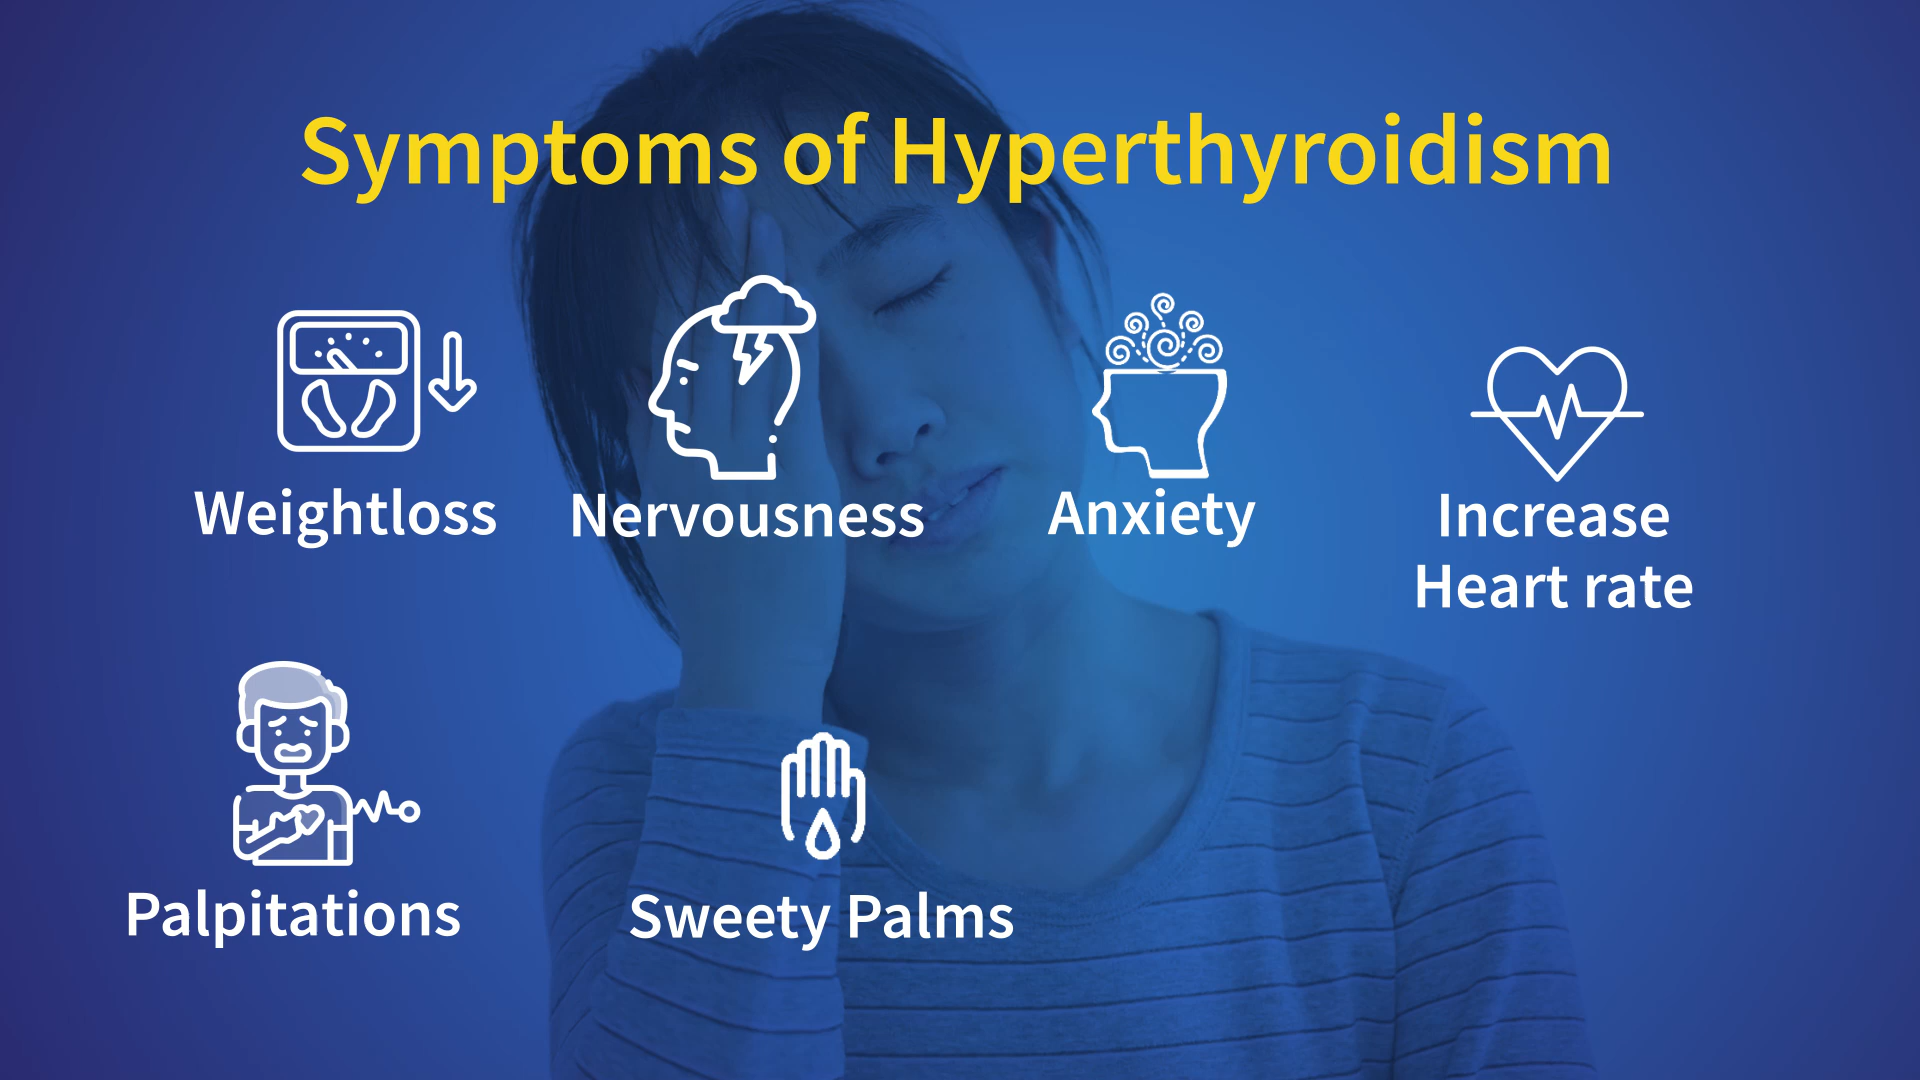 Symptoms of Hyperthyroidism
Weightloss
Nervousness
Anxiety
Increase
Heart rate
Palpitations
Sweety Palms